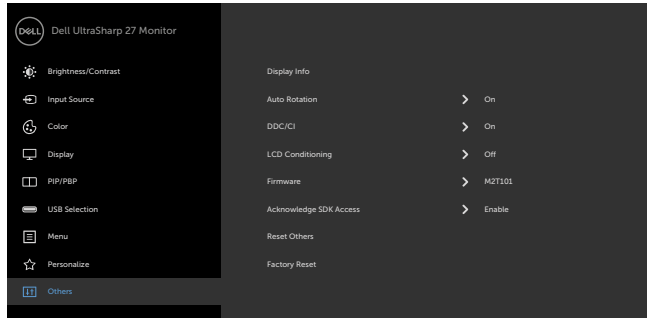 DELL Dell UltraSharp 27 Monitor
Brightness/Contrast Display Info
Input Source Auto Rotation On
Color DDC/CI On
Display LCD Conditioning Off
PIP/PBP Firmware M2T101
USB Selection Acknowledge SDK Access Enable
Menu Reset Others
Personalize Factory Reset
Others